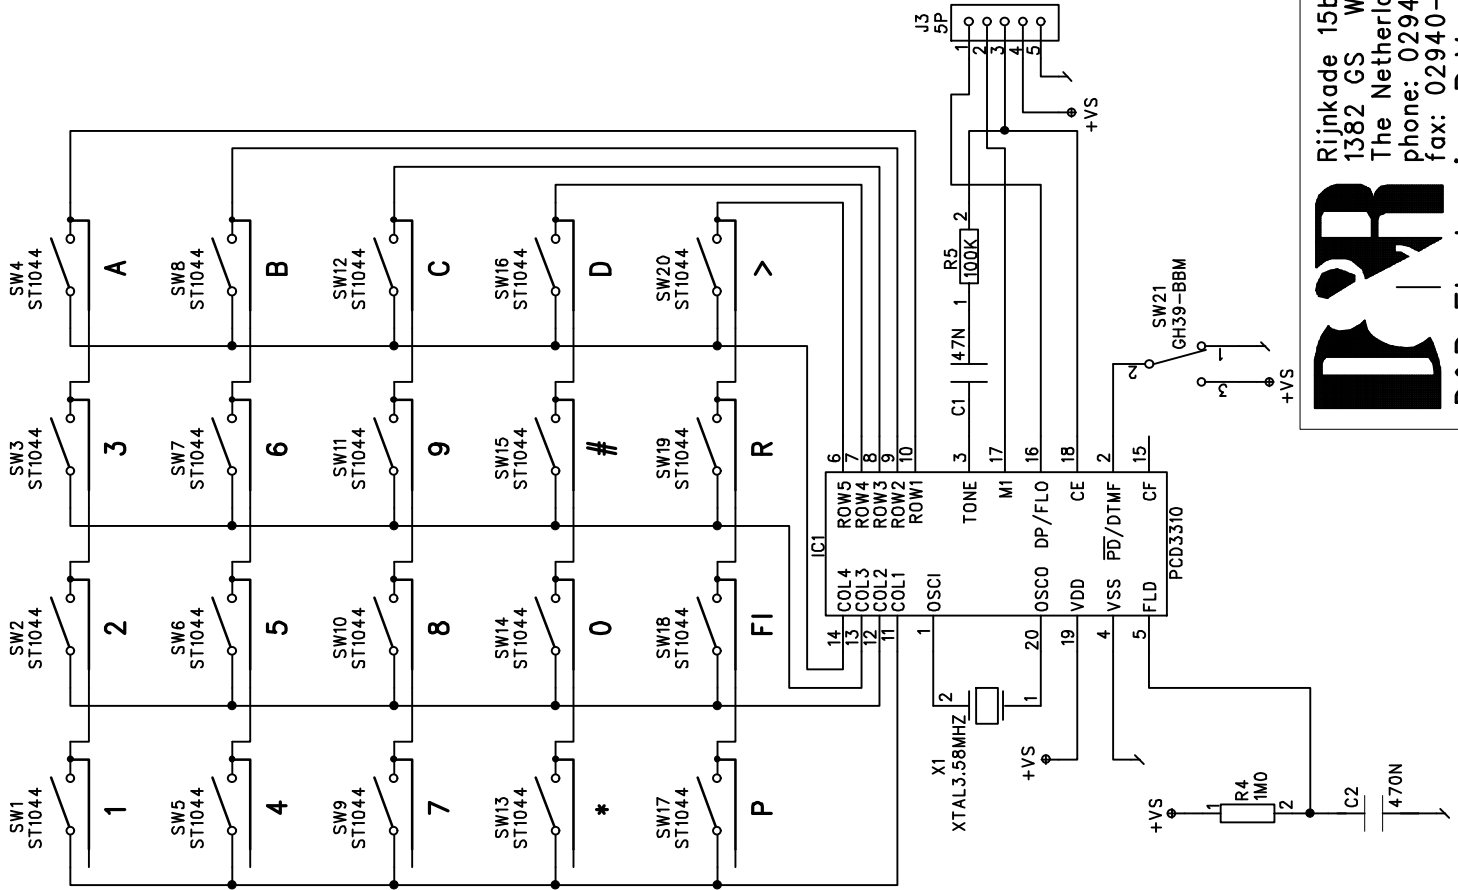 J3
5P
1
2
3
4
5
+VS
SW4
ST1044
A
SW8
ST1044
B
SW12
ST1044
C
SW16
ST1044
D
SW20
ST1044
>
SW3
ST1044
3
SW7
ST1044
6
SW11
ST1044
9
SW15
ST1044
#
SW19
ST1044
R
SW2
ST1044
2
SW6
ST1044
5
SW10
ST1044
8
SW14
ST1044
0
SW18
ST1044
FI
SW1
ST1044
1
SW5
ST1044
4
SW9
ST1044
7
SW13
ST1044
*
SW17
ST1044
P
R5
100K
1
2
C1
47N
SW21
GH39-BBM
2
1
3
+VS
IC1
PCD3310
6
7
8
9
10
3
17
16
18
2
15
ROW5
ROW4
ROW3
ROW2
ROW1
TONE
M1
DP/FLO
CE
PD/DTMF
CF
COL4
COL3
COL2
COL1
OSCI
OSCO
VDD
VSS
FLD
14
13
12
11
1
20
19
4
5
X1
XTAL3.58MHZ
2
1
+VS
+VS
1
R4
1M0
2
C2
470N
Rijnkade 15b
1382 GS W
The Netherla
phone: 0294
fax: 02940-
D&R